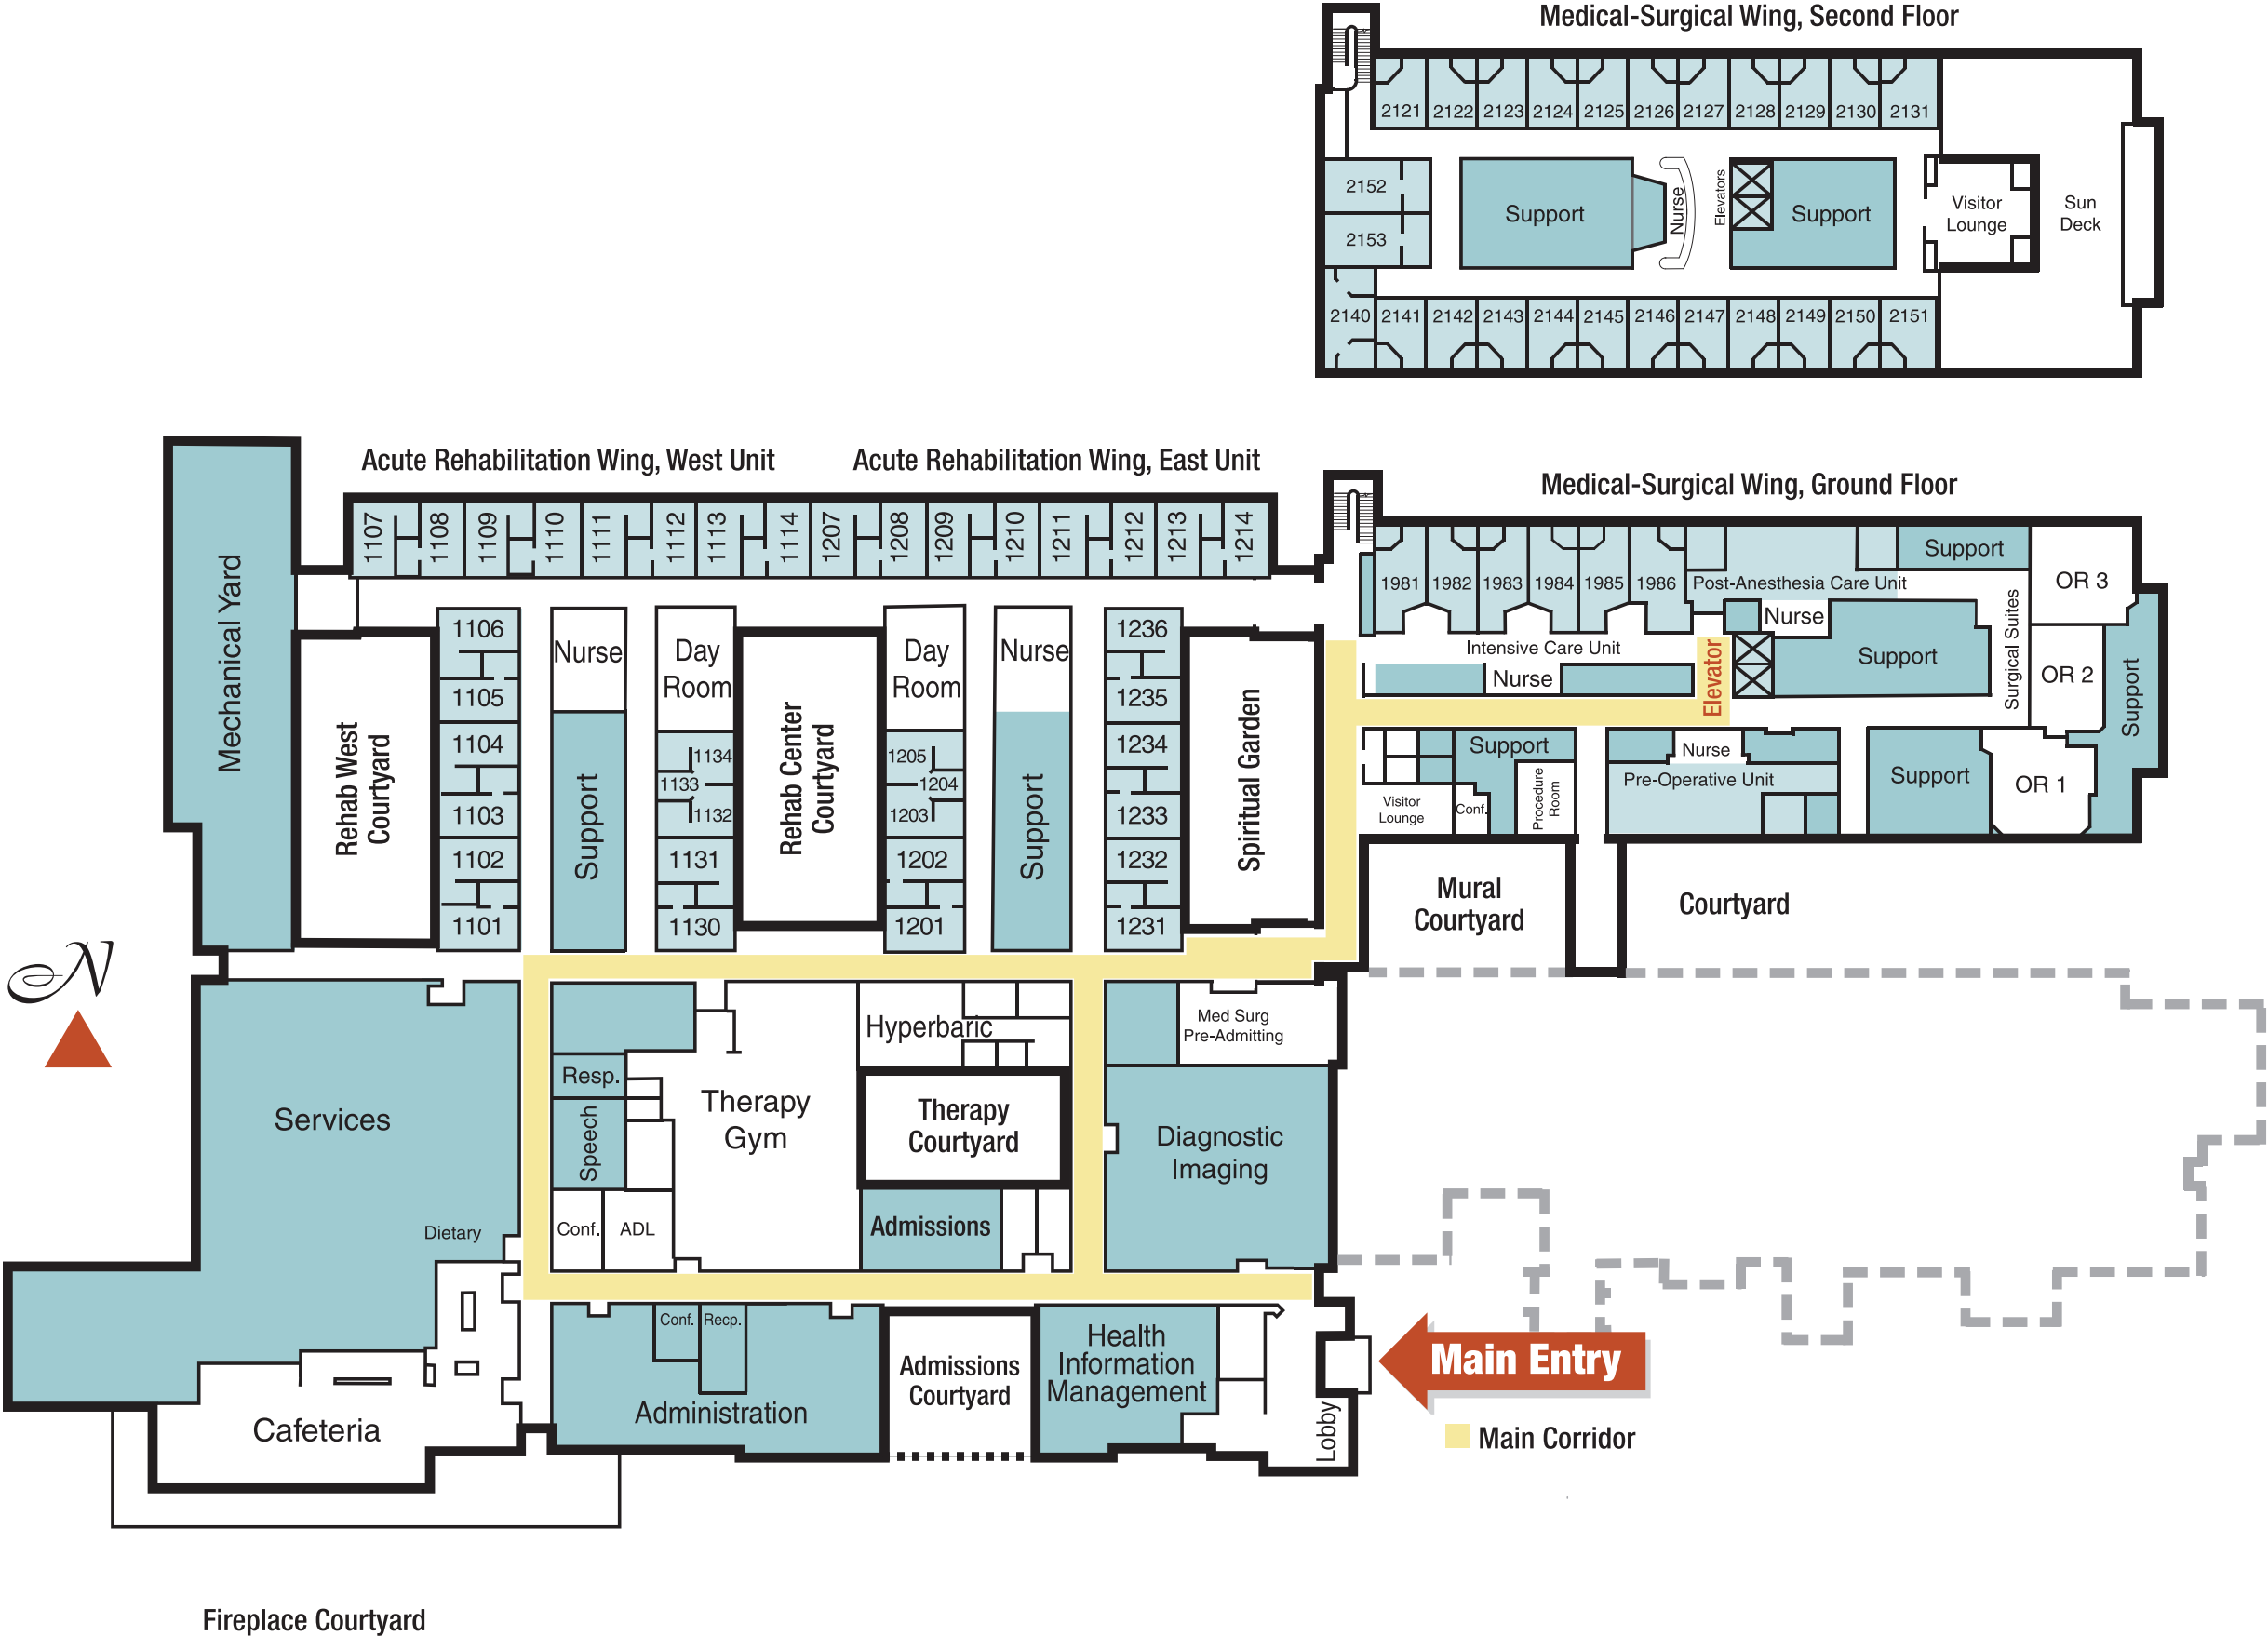 Medical-Surgical Wing, Second Floor
2121 2122 2123 2124 2125 2126 2127 2128 2129 2130 2131
2152
2153
Support
Nurse
Elevators
Support
Visitor
Lounge
Sun
Deck
2140 2141 2142 2143 2144 2145 2146 2147 2148 2149 2150 2151
Acute Rehabilitation Wing, West Unit
Acute Rehabilitation Wing, East Unit
Medical-Surgical Wing, Ground Floor
Mechanical Yard
1107 1108 1109 1110 1111 1112 1113 1114 1207 1208 1209 1210 1211 1212 1213 1214
1981 1982 1983 1984 1985 1986
Post-Anesthesia Care Unit
Support
OR 3
Nurse
Intensive Care Unit
Nurse
Elevator
Support
Surgical Suites
OR 2
Support
Rehab West
Courtyard
1106
1105
1104
1103
1102
1101
Nurse
Support
Day
Room
1134
1133
1132
1131
1130
Rehab Center
Courtyard
Day
Room
1205
1204
1203
1202
1201
Nurse
Support
1236
1235
1234
1233
1232
1231
Spiritual Garden
Support
Visitor
Lounge
Conf.
Procedure
Room
Nurse
Pre-Operative Unit
Support
OR 1
Mural
Courtyard
Courtyard
N
Services
Dietary
Resp.
Speech
Conf.
ADL
Therapy
Gym
Hyperbaric
Therapy
Courtyard
Admissions
Med Surg
Pre-Admitting
Diagnostic
Imaging
Cafeteria
Conf.
Recp.
Administration
Admissions
Courtyard
Health
Information
Management
Lobby
Main Entry
Main Corridor
Fireplace Courtyard